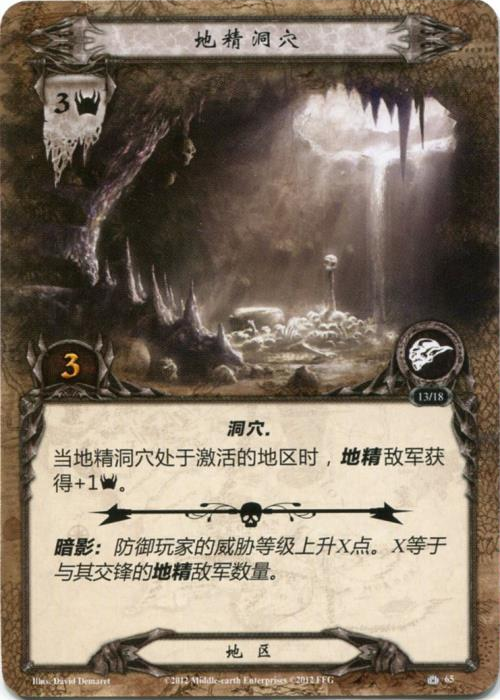 地精洞穴
3
3
13/18
洞穴.
当地精洞穴处于激活的地区时，地精敌军获
得+1。
暗影：防御玩家的威胁等级上升X点。X等于
与其交锋的地精敌军数量。
地区
Illus. David Demaret
©2012 Middle-earth Enterprises ©2012 FFG
65